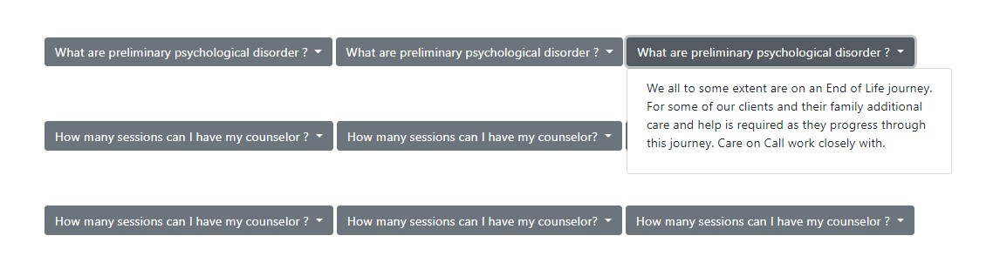 What are preliminary psychological disorder ?
What are preliminary psychological disorder ?
What are preliminary psychological disorder ?
We all to some extent are on an End of Life journey.
For some of our clients and their family additional
care and help is required as they progress through
this journey. Care on Call work closely with.
How many sessions can I have my counselor ?
How many sessions can I have my counselor?
How many sessions can I have my counselor ?
How many sessions can I have my counselor?
How many sessions can I have my counselor ?